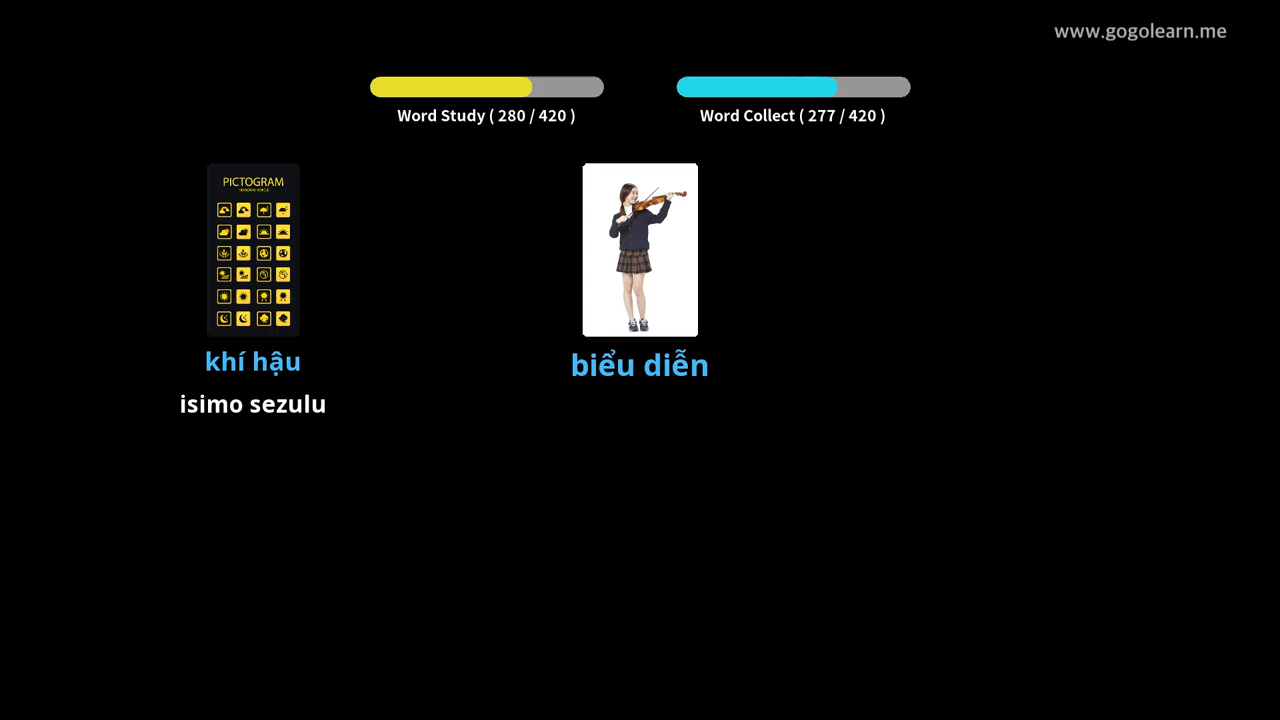 www.gogolearn.me
Word Study ( 280 / 420 )
Word Collect ( 277 / 420 )
PICTOGRAM
khí hậu
biểu diễn
isimo sezulu